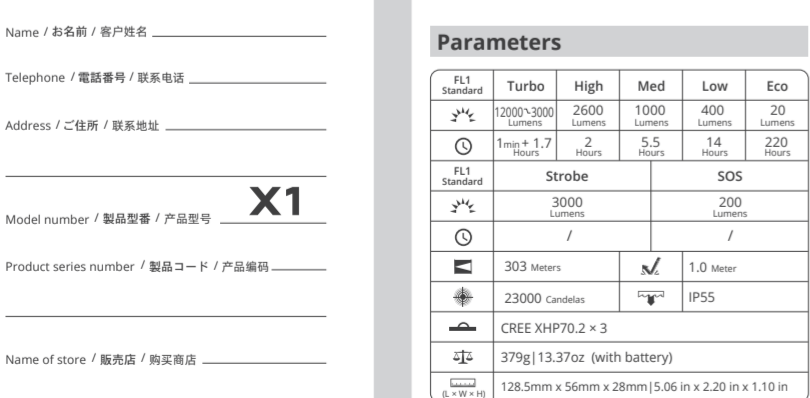 Name / お名前 / 客户姓名
Telephone / 電話番号 / 联系电话
Address / ご住所 / 联系地址
Model number / 製品型番 / 产品型号 X1
Product series number / 製品コード / 产品编码
Name of store / 販売店 / 购买商店
Parameters
FL1 Standard Turbo High Med Low Eco
12000~3000 Lumens 2600 Lumens 1000 Lumens 400 Lumens 20 Lumens
1min + 1.7 Hours 2 Hours 5.5 Hours 14 Hours 220 Hours
FL1 Standard Strobe SOS
3000 Lumens 200 Lumens
/ /
303 Meters 1.0 Meter
23000 Candelas IP55
CREE XHP70.2 × 3
379g|13.37oz (with battery)
(L × W × H) 128.5mm x 56mm x 28mm|5.06 in x 2.20 in x 1.10 in